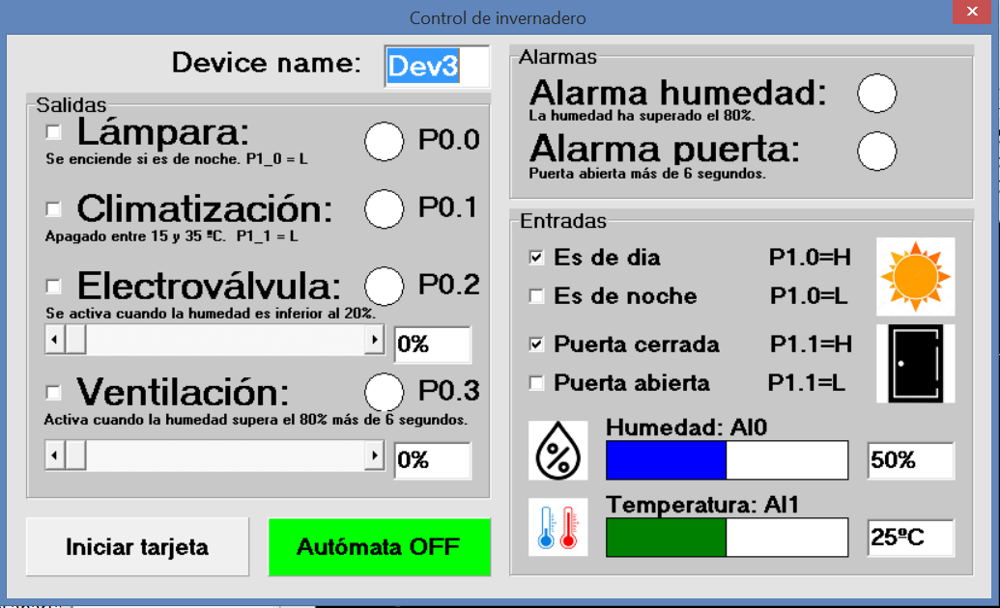 Control de invernadero
Device name:
Dev3
Salidas
Lámpara:
P0.0
Se enciende si es de noche. P1_0 = L
Climatización:
P0.1
Apagado entre 15 y 35 ºC. P1_1 = L
Electroválvula:
P0.2
Se activa cuando la humedad es inferior al 20%.
0%
Ventilación:
P0.3
Activa cuando la humedad supera el 80% más de 6 segundos.
0%
Iniciar tarjeta
Autómata OFF
Alarmas
Alarma humedad:
La humedad ha superado el 80%.
Alarma puerta:
Puerta abierta más de 6 segundos.
Entradas
Es de dia
P1.0=H
Es de noche
P1.0=L
Puerta cerrada
P1.1=H
Puerta abierta
P1.1=L
Humedad: AI0
50%
Temperatura: AI1
25ºC